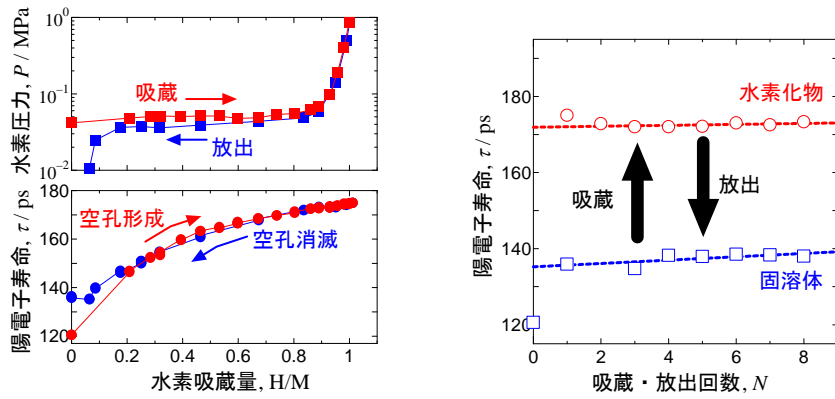 10⁰
10⁻¹
10⁻²
水素圧力, P / MPa
吸蔵
放出
180
160
140
120
陽電子寿命, τ / ps
空孔形成
空孔消滅
0
0.2
0.4
0.6
0.8
1
水素吸蔵量, H/M
180
160
140
120
陽電子寿命, τ / ps
水素化物
吸蔵
放出
固溶体
0
2
4
6
8
吸蔵・放出回数, N